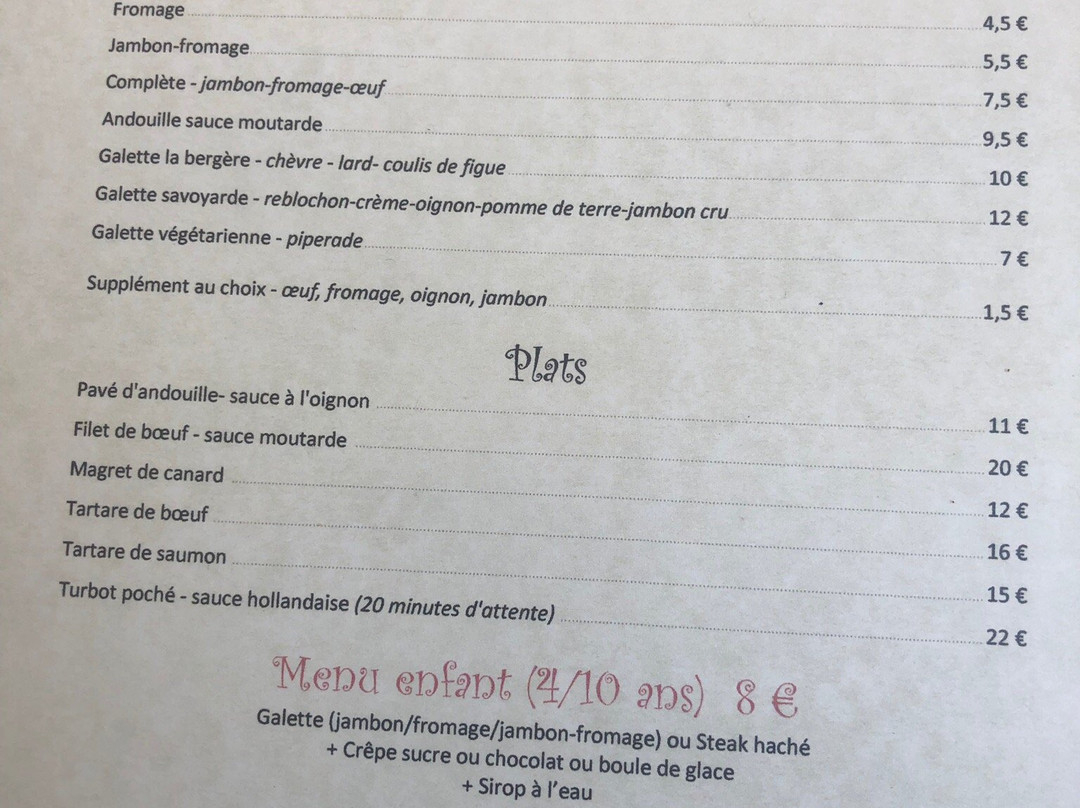 Fromage 4,5 €
Jambon-fromage 5,5 €
Complète - jambon-fromage-œuf 7,5 €
Andouille sauce moutarde 9,5 €
Galette la bergère - chèvre - lard- coulis de figue 10 €
Galette savoyarde - reblochon-crème-oignon-pomme de terre-jambon cru 12 €
Galette végétarienne - piperade 7 €
Supplément au choix - œuf, fromage, oignon, jambon 1,5 €
Plats
Pavé d'andouille- sauce à l'oignon 11 €
Filet de bœuf - sauce moutarde 20 €
Magret de canard 12 €
Tartare de bœuf 16 €
Tartare de saumon 15 €
Turbot poché - sauce hollandaise (20 minutes d'attente) 22 €
Menu enfant (4/10 ans) 8 €
Galette (jambon/fromage/jambon-fromage) ou Steak haché
+ Crêpe sucre ou chocolat ou boule de glace
+ Sirop à l’eau